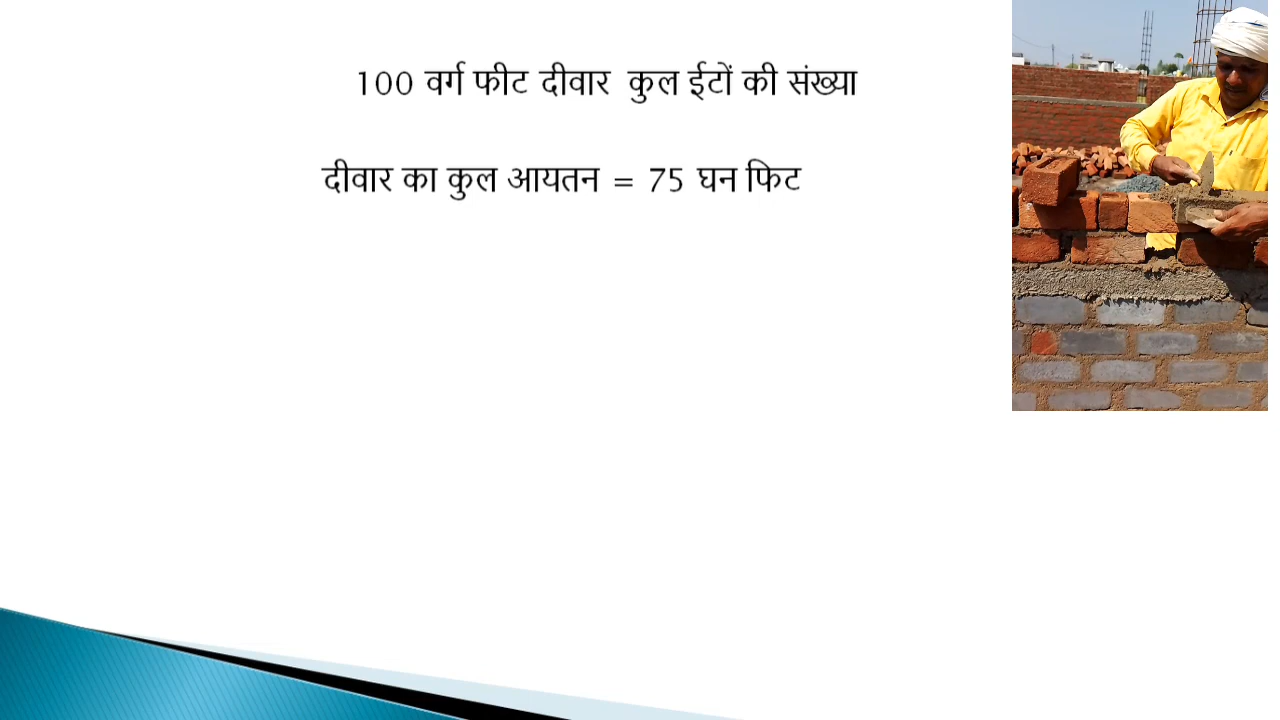 100 वर्ग फीट दीवार कुल ईटों की संख्या
दीवार का कुल आयतन = 75 घन फिट